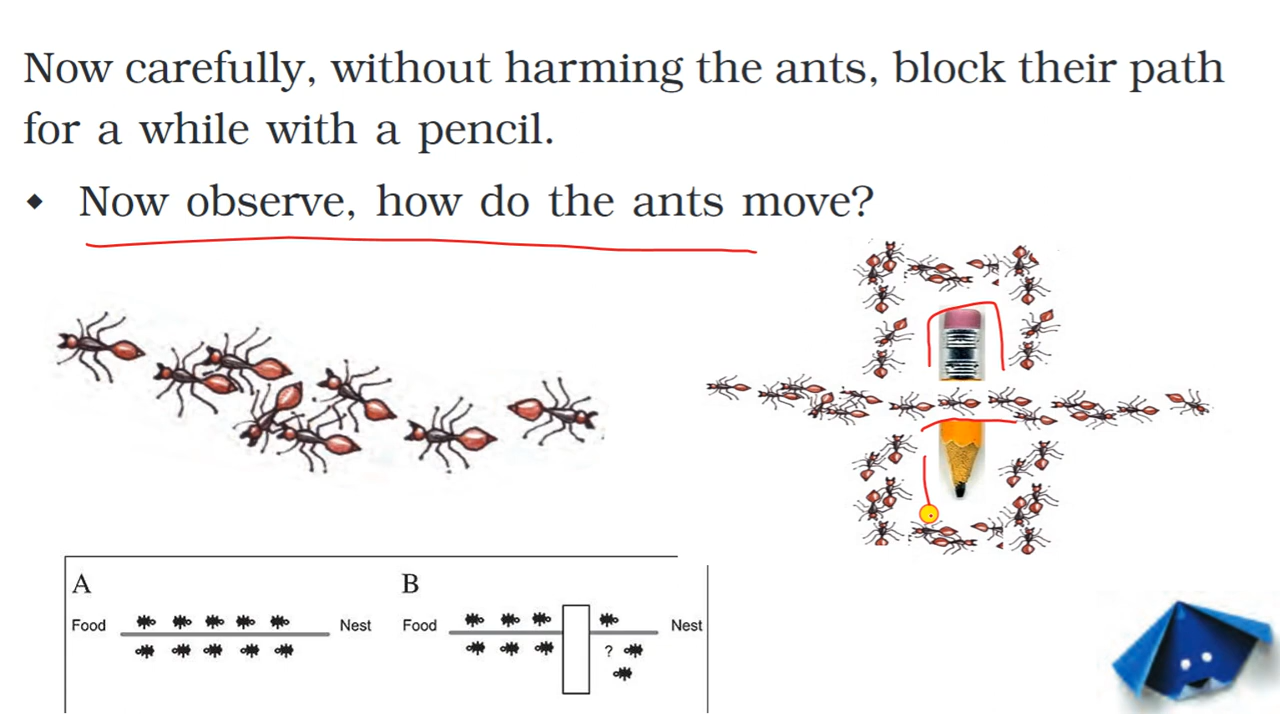 Now carefully, without harming the ants, block their path
for a while with a pencil.
◆ Now observe, how do the ants move?
A
B
Food
Nest
Food
?
Nest